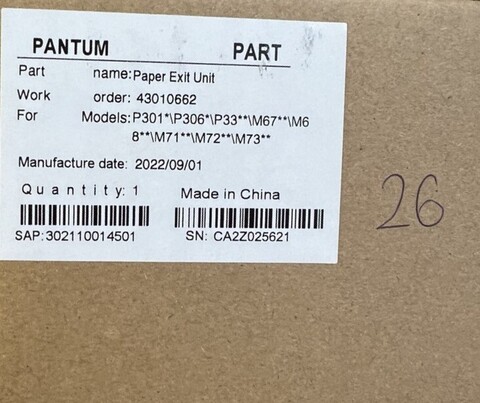 PANTUM PART
Part name:Paper Exit Unit
Work order: 43010662
For Models:P301*\P306*\P33**\M67**\M6
8**\M71**\M72**\M73**
Manufacture date: 2022/09/01
Quantity: 1 Made in China
SAP:302110014501 SN: CA2Z025621
26